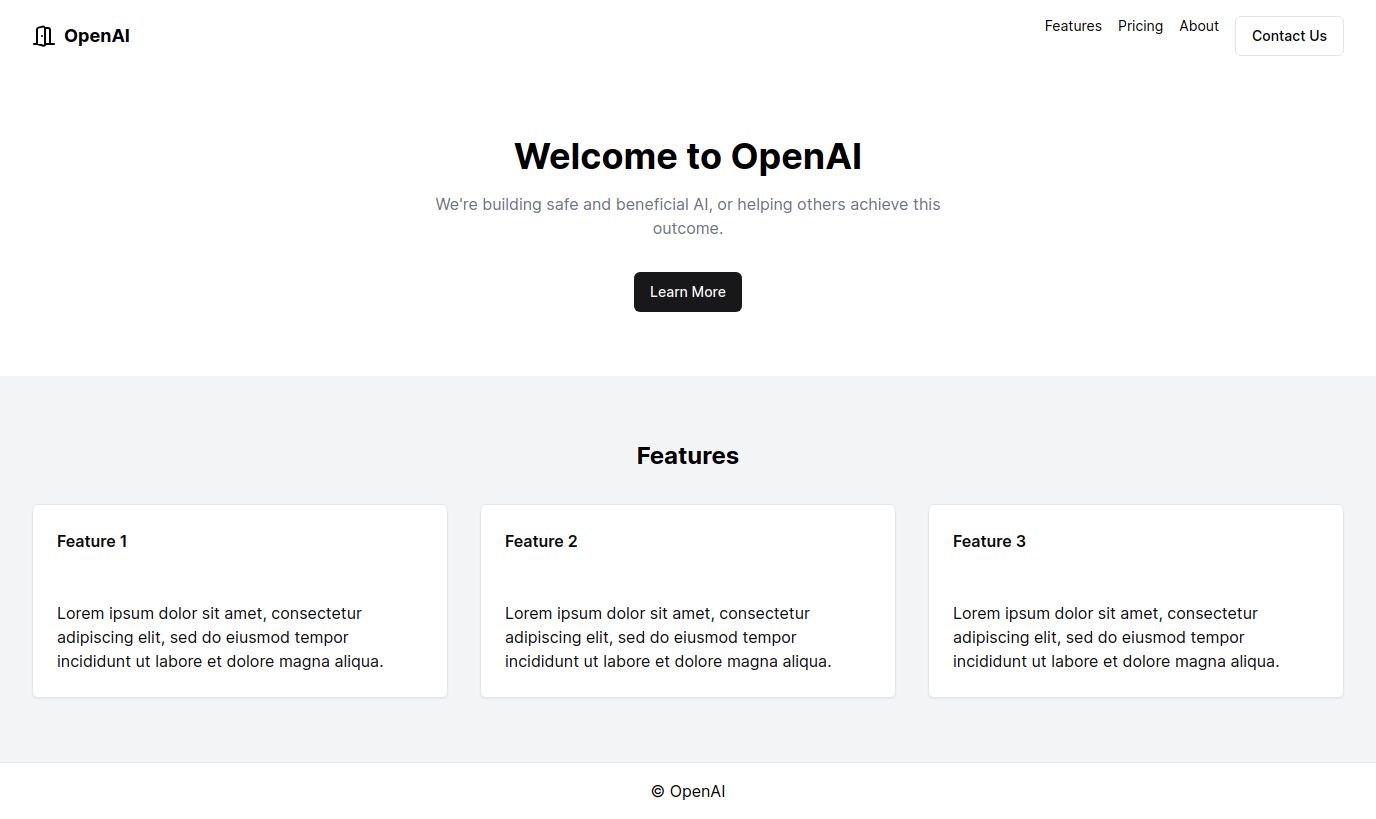 OpenAI
Features
Pricing
About
Contact Us
Welcome to OpenAI
We're building safe and beneficial AI, or helping others achieve this
outcome.
Learn More
Features
Feature 1
Lorem ipsum dolor sit amet, consectetur
adipiscing elit, sed do eiusmod tempor
incididunt ut labore et dolore magna aliqua.
Feature 2
Lorem ipsum dolor sit amet, consectetur
adipiscing elit, sed do eiusmod tempor
incididunt ut labore et dolore magna aliqua.
Feature 3
Lorem ipsum dolor sit amet, consectetur
adipiscing elit, sed do eiusmod tempor
incididunt ut labore et dolore magna aliqua.
© OpenAI